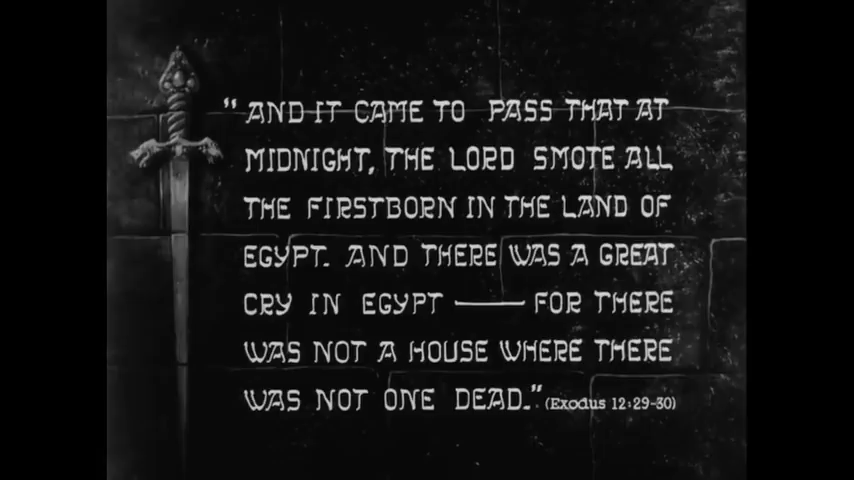 "AND IT CAME TO PASS THAT AT
MIDNIGHT, THE LORD SMOTE ALL
THE FIRSTBORN IN THE LAND OF
EGYPT. AND THERE WAS A GREAT
CRY IN EGYPT — FOR THERE
WAS NOT A HOUSE WHERE THERE
WAS NOT ONE DEAD." (Exodus 12:29-30)